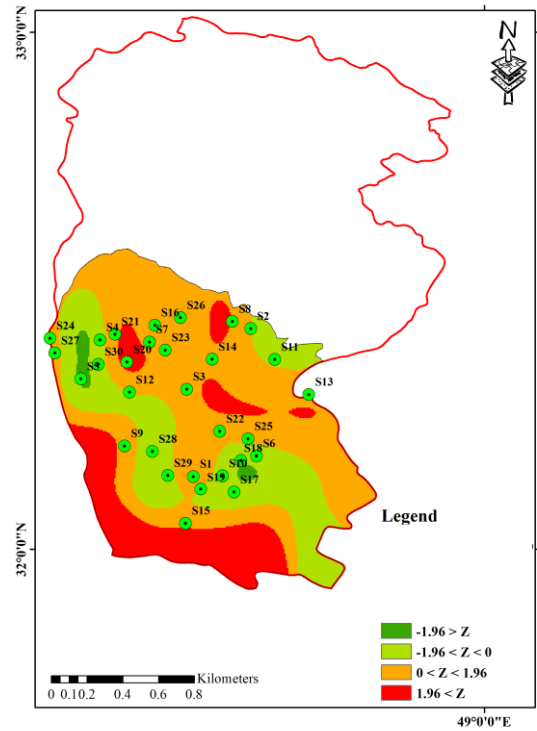 33°0'0"N
N
S26
S16
S8
S21
S2
S24
S4
S7
S23
S27
S20
S14
S11
S30
S5
S12
S3
S13
S22
S25
S9
S28
S18
S6
S29
S1
S10
S19
S17
S15
Legend
32°0'0"N
-1.96 > Z
-1.96 < Z < 0
0 < Z < 1.96
1.96 < Z
Kilometers
0 0.10.2 0.4 0.6 0.8
49°0'0"E